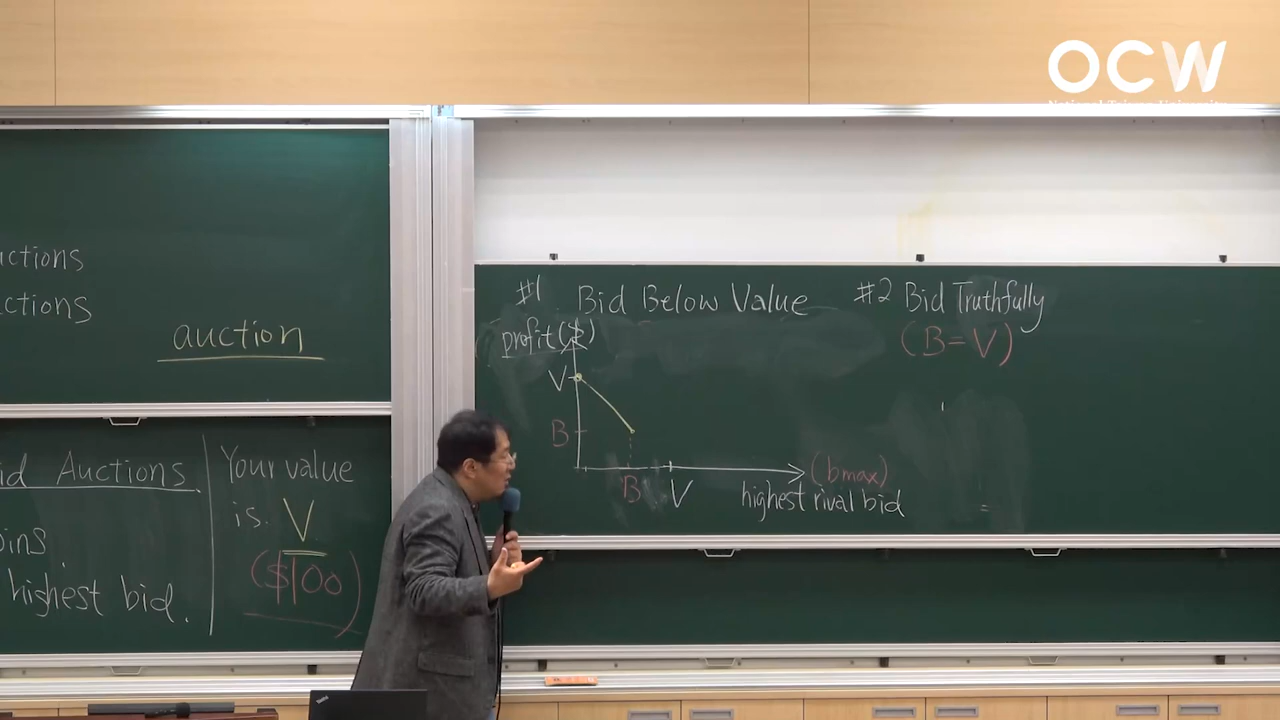 OCW
ctions
ctions
auction
id Auctions
ins
highest bid.
Your value
is V
($100)
#1 Bid Below Value
profit($)
V
B
B
V
(bmax)
highest rival bid
#2 Bid Truthfully
(B=V)